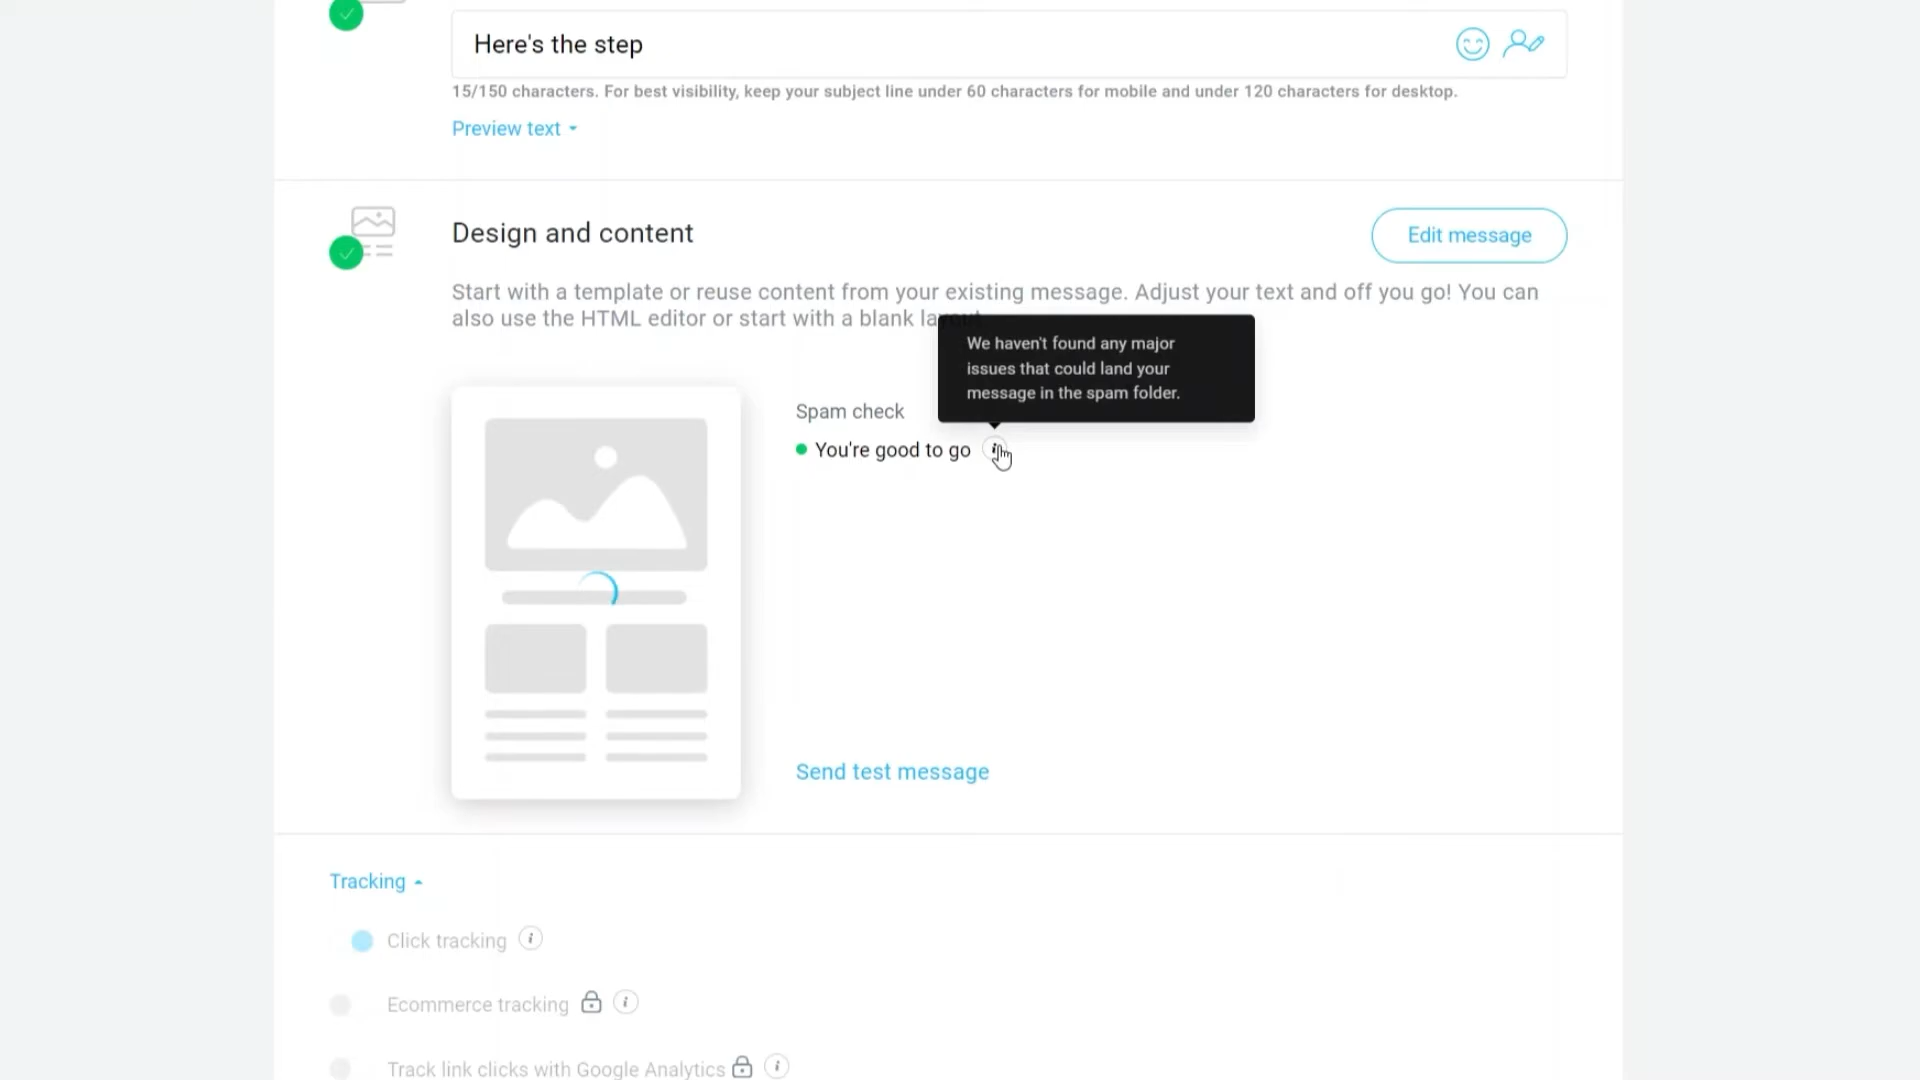 Here's the step
15/150 characters. For best visibility, keep your subject line under 60 characters for mobile and under 120 characters for desktop.
Preview text
Design and content
Edit message
Start with a template or reuse content from your existing message. Adjust your text and off you go! You can
also use the HTML editor or start with a blank layout.
We haven't found any major
issues that could land your
message in the spam folder.
Spam check
You're good to go
Send test message
Tracking
Click tracking
Ecommerce tracking
Track link clicks with Google Analytics